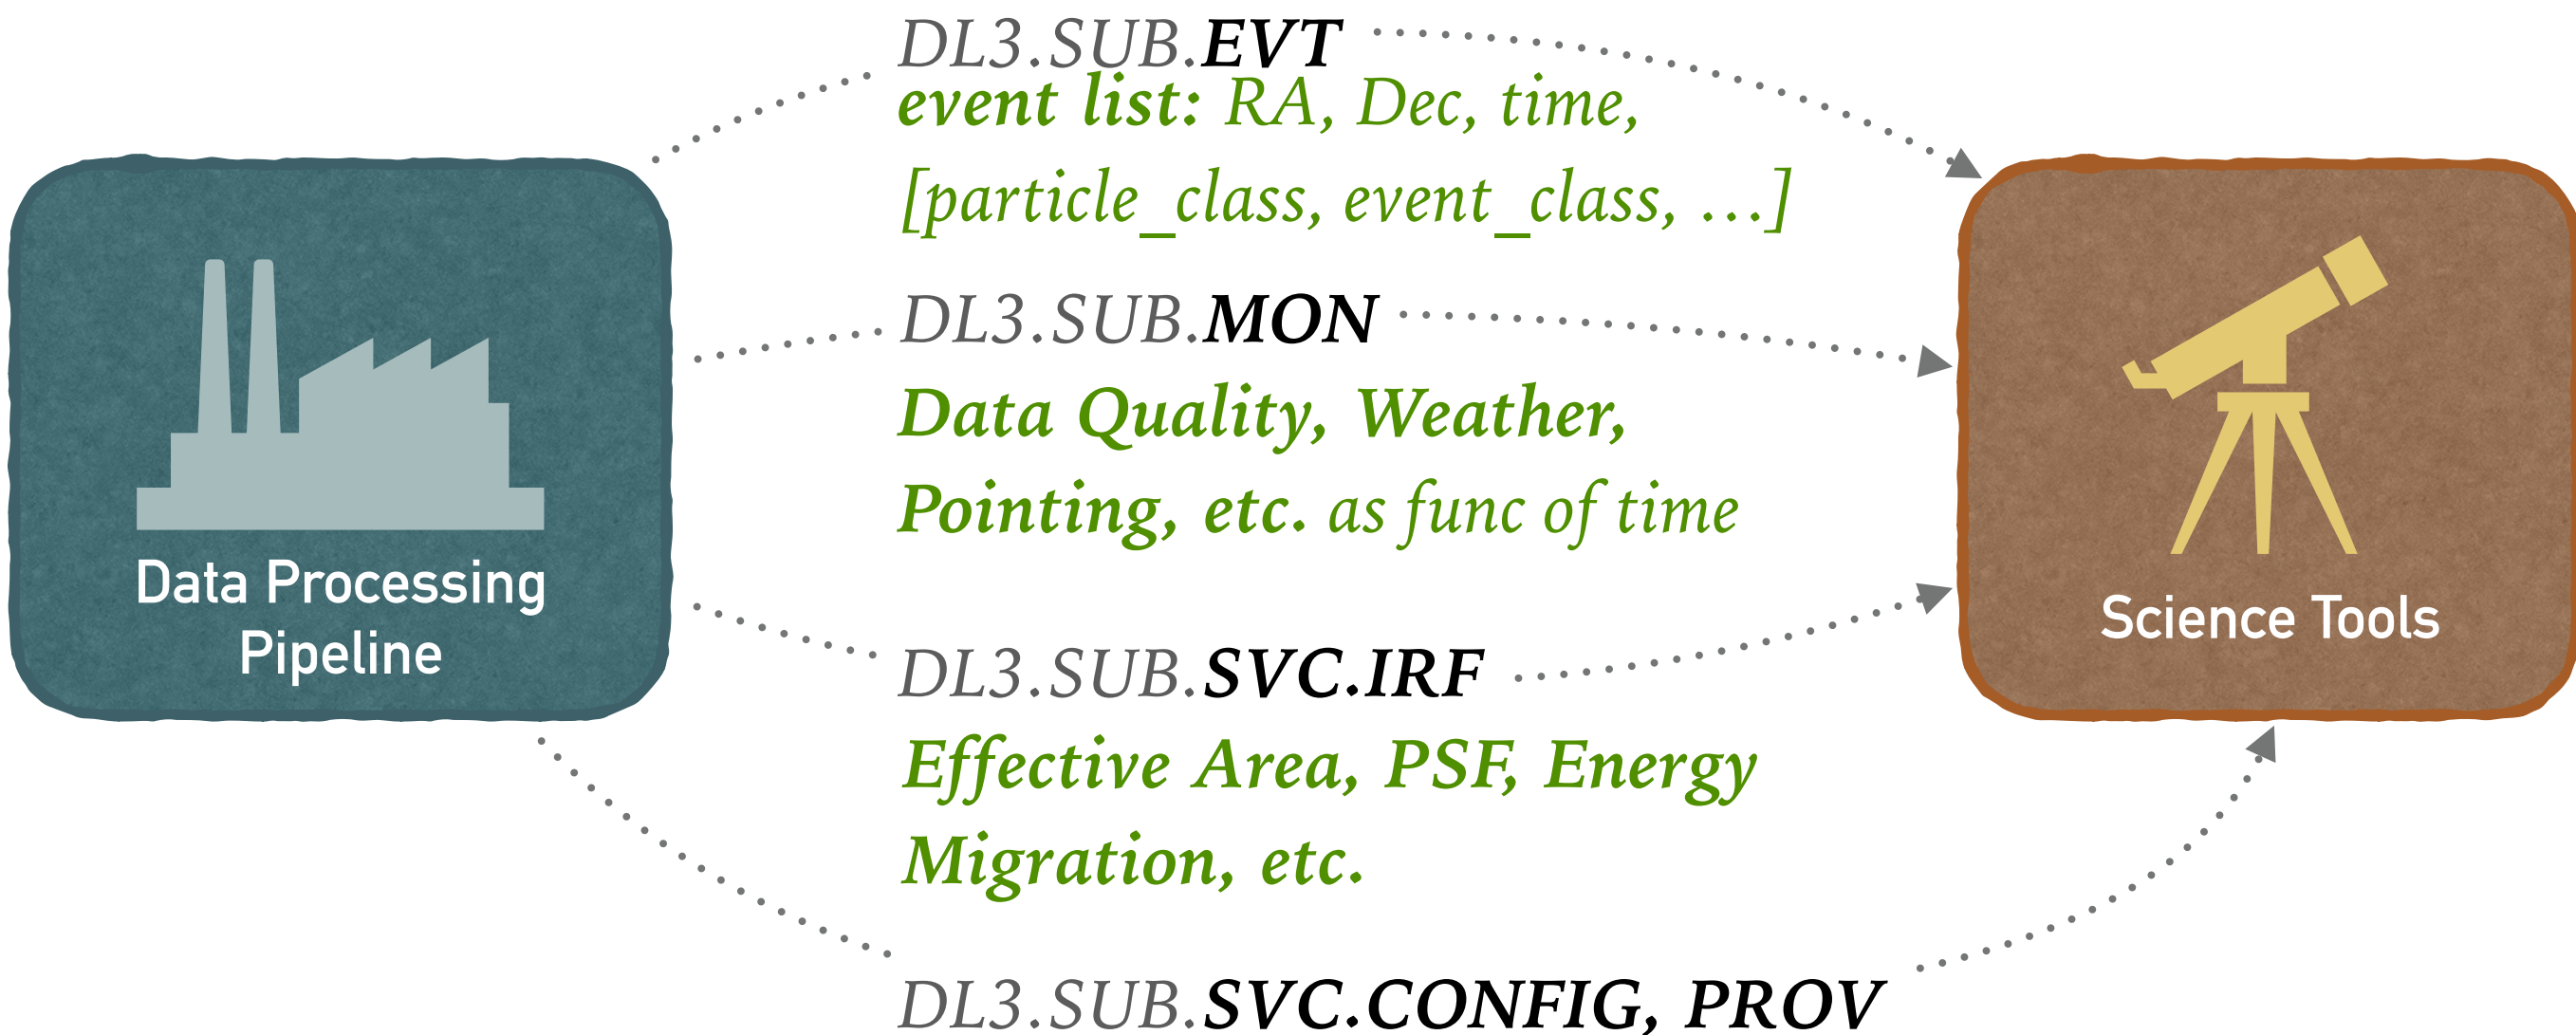 DL3.SUB.EVT
event list: RA, Dec, time,
[particle_class, event_class, …]
DL3.SUB.MON
Data Quality, Weather,
Pointing, etc. as func of time
Data Processing
Pipeline
Science Tools
DL3.SUB.SVC.IRF
Effective Area, PSF, Energy
Migration, etc.
DL3.SUB.SVC.CONFIG, PROV